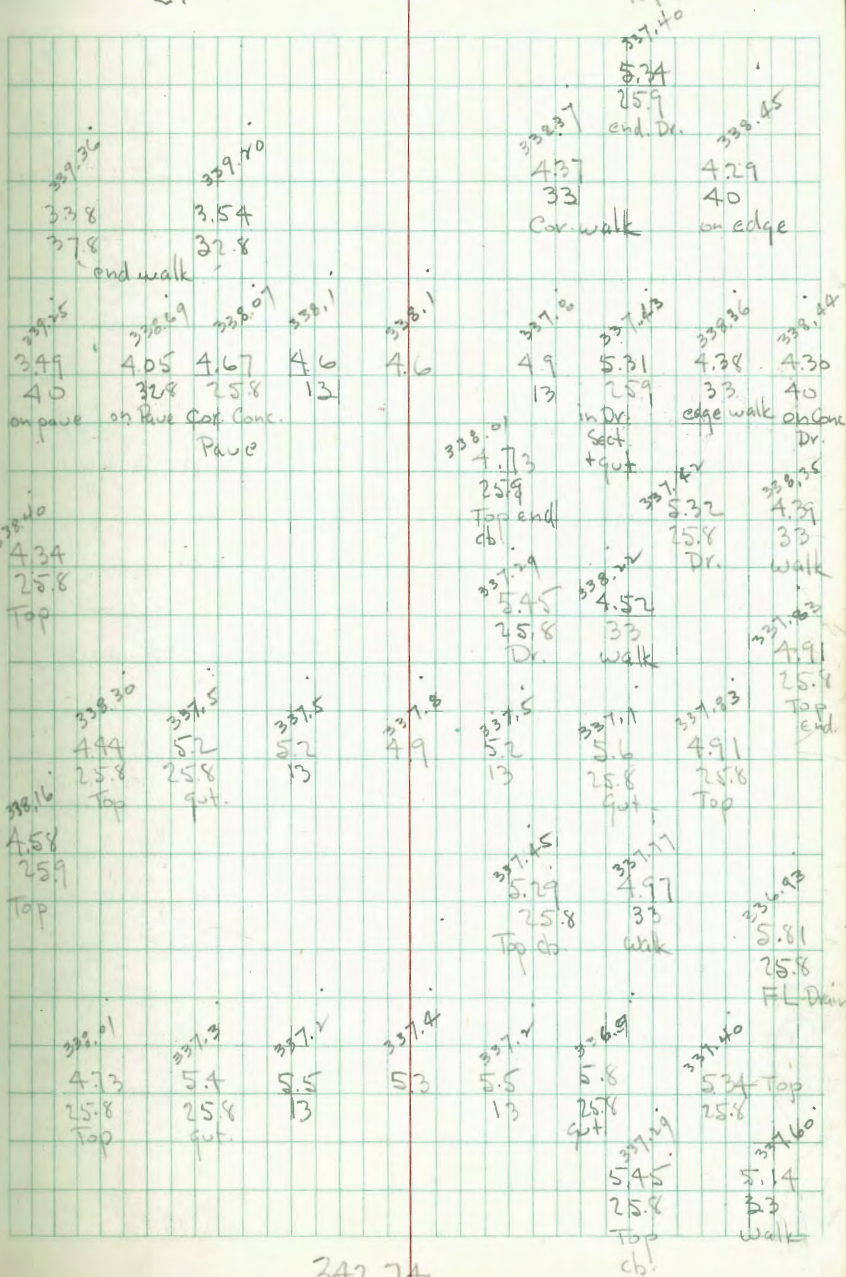 337.40
5.34
25.9
end. Dr.
338.37 338.45
4.37 4.29
33 40
Cor. walk on edge
339.36 339.20
3.38 3.54
37.8 32.8
end walk
339.25 338.69 338.07 338.1 338.1 337.8 337.43 338.36 338.44
3.49 4.05 4.67 4.6 4.6 4.9 5.31 4.38 4.30
40 32.8 25.8 13 13 25.9 33 40
on pave on Pave Cor. Conc. in Dr. edge walk on Conc
Pave Sect. Dr.
+gut
338.01
4.73
25.9
Top end
cb.
337.42 338.35
5.32 4.39
25.8 33
Dr. walk
338.40
4.34
25.8
Top
337.29 338.22
5.45 4.52
25.8 33
Dr. walk
337.83
4.91
25.8
Top
end.
338.30 337.5 337.5 337.8 337.5 337.1 337.83
4.44 5.2 5.2 4.9 5.2 5.6 4.91
25.8 25.8 13 13 25.8 25.8
Top gut. Gut. Top
338.16
4.58
25.9
Top
337.45 337.77
5.29 4.97
25.8 33
Top cb. walk
336.93
5.81
25.8
FL Drain
338.01 337.3 337.2 337.4 337.2 336.9 337.40
4.73 5.4 5.5 5.3 5.5 5.8 5.34 Top
25.8 25.8 13 13 25.8 25.8
Top gut. gut.
337.29 337.60
5.45 5.14
25.8 33
Top walk
cb.
342.74